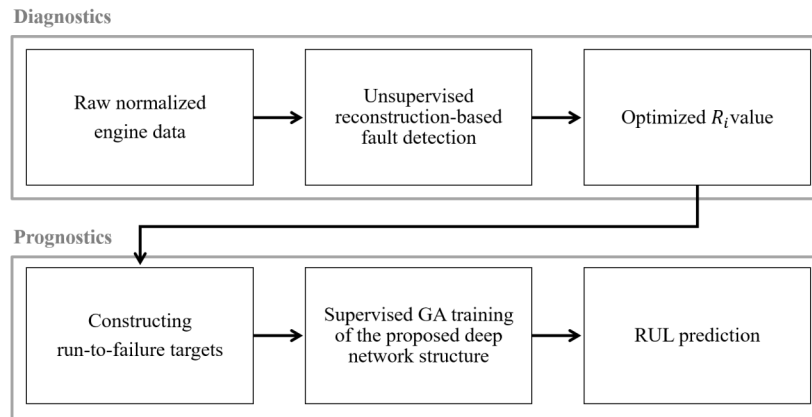 Diagnostics
Raw normalized
engine data
Unsupervised
reconstruction-based
fault detection
Optimized R_i value
Prognostics
Constructing
run-to-failure targets
Supervised GA training
of the proposed deep
network structure
RUL prediction